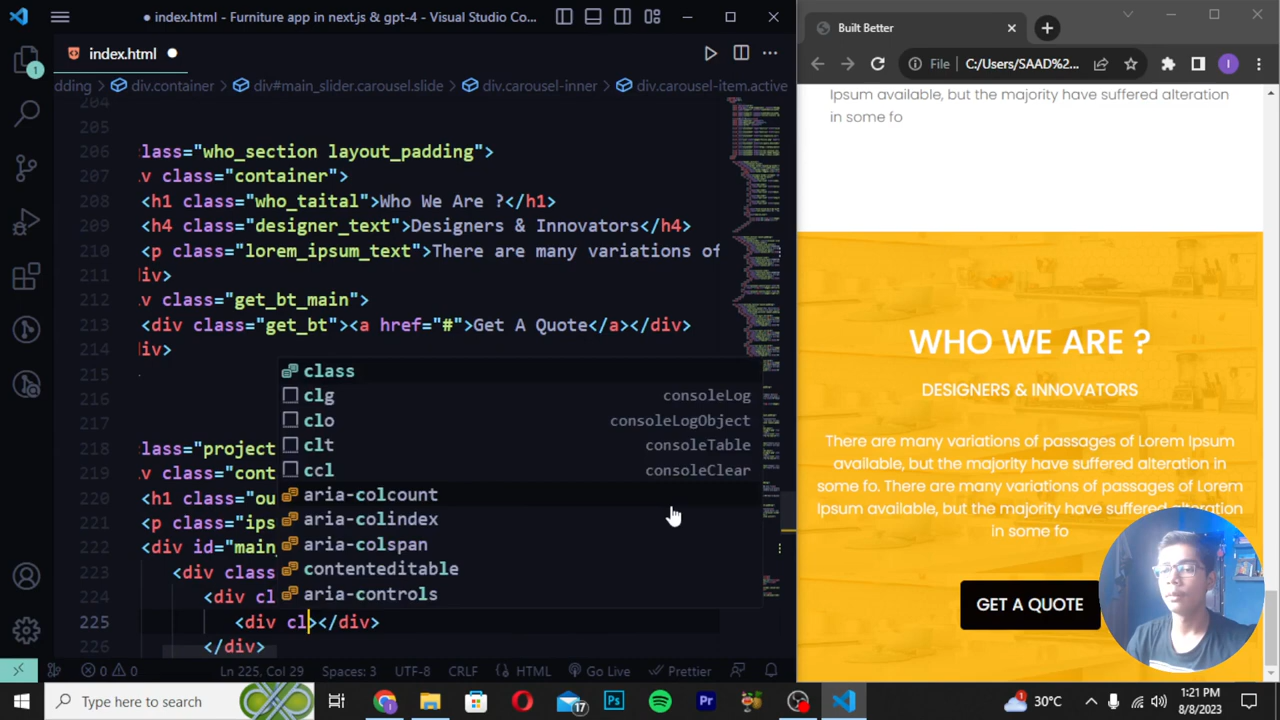 index.html - Furniture app in next.js & gpt-4 - Visual Studio Co...
index.html
dding > div.container > div#main_slider.carousel.slide > div.carousel-inner > div.carousel-item.active
204
205
206 lass="who_section layout_padding">
207 v class="container">
208 <h1 class="who_taital">Who We Are ?</h1>
209 <h4 class="designer_text">Designers & Innovators</h4>
210 <p class="lorem_ipsum_text">There are many variations of
211 iv>
212 v class="get_bt_main">
213 <div class="get_bt"><a href="#">Get A Quote</a></div>
214 iv>
215
216
217
218 lass="project
219 v class="cont
220 <h1 class="ou
221 <p class="ips
222 <div id="main_
223 <div class
224 <div cl
225 <div cl></div>
226 </div>
class
clg consoleLog
clo consoleLogObject
clt consoleTable
ccl consoleClear
aria-colcount
aria-colindex
aria-colspan
contenteditable
aria-controls
1
0 0 Ln 225, Col 29 Spaces: 3 UTF-8 CRLF HTML Go Live Prettier
Built Better
File C:/Users/SAAD%2... I
Ipsum available, but the majority have suffered alteration
in some fo
WHO WE ARE ?
DESIGNERS & INNOVATORS
There are many variations of passages of Lorem Ipsum
available, but the majority have suffered alteration in
some fo. There are many variations of passages of Lorem
Ipsum available, but the majority have suffered alteration
in some fo
GET A QUOTE
Type here to search
17
Ps
Pr
1
30°C
1:21 PM
8/8/2023